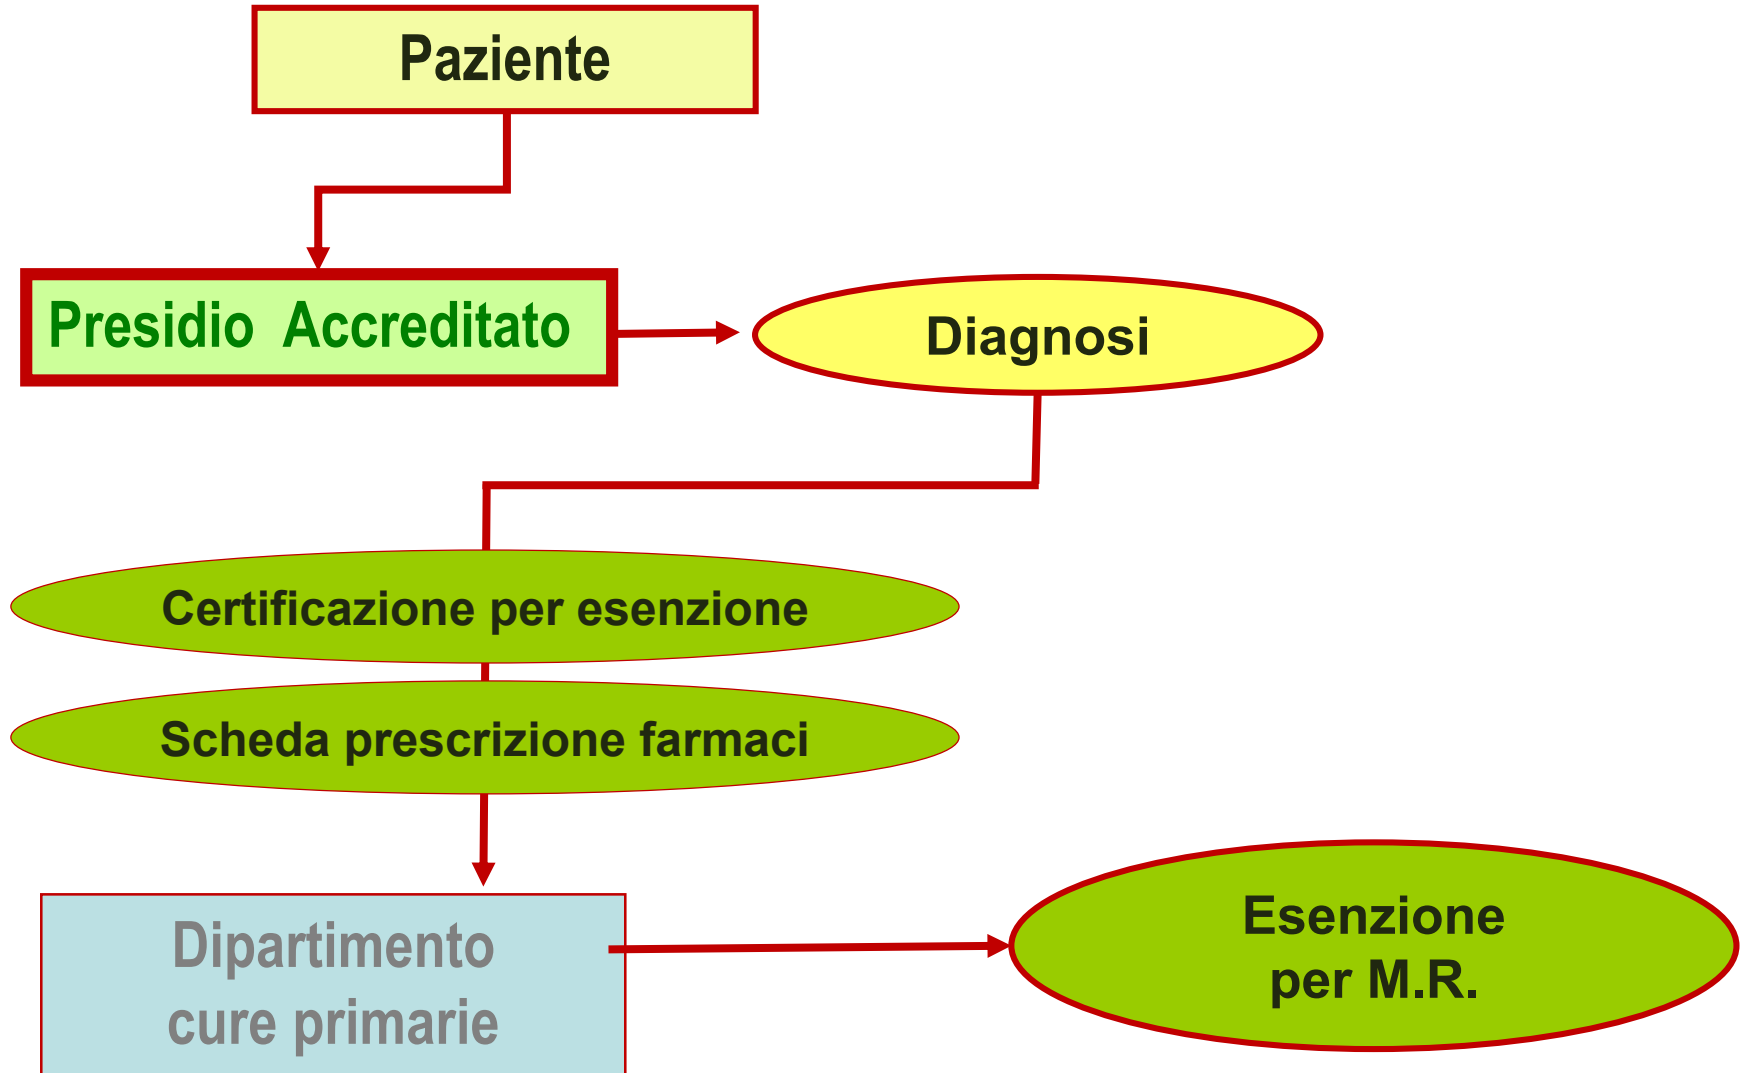 Paziente
Presidio Accreditato
Diagnosi
Certificazione per esenzione
Scheda prescrizione farmaci
Dipartimento
cure primarie
Esenzione
per M.R.